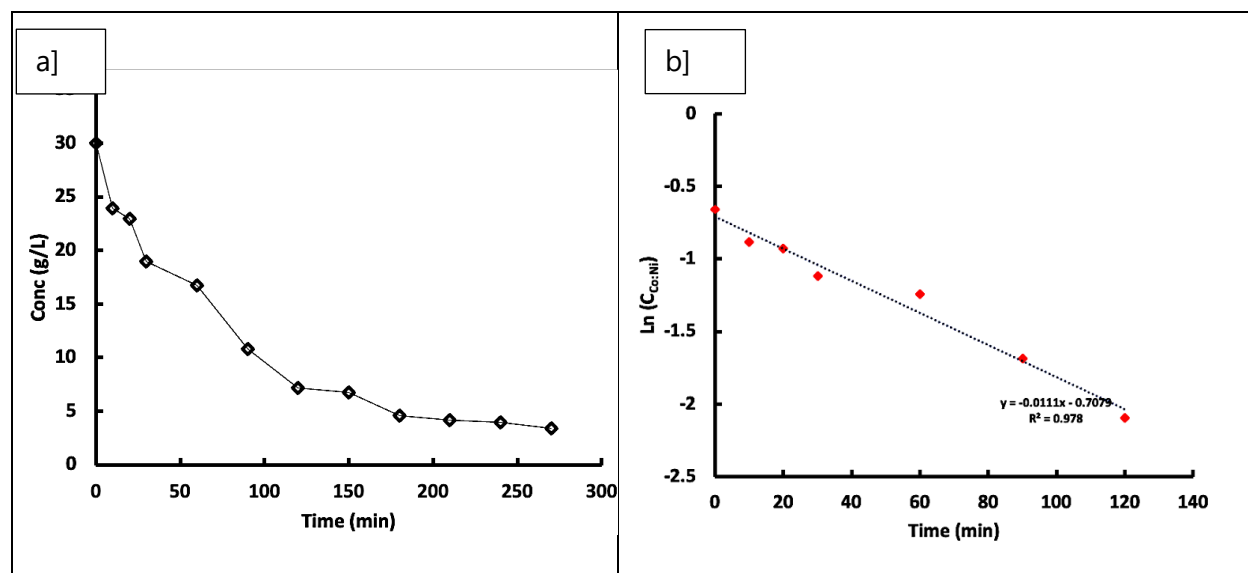 a]
30
25
20
15
10
5
0
Conc (g/L)
0 50 100 150 200 250 300
Time (min)
b]
0
-0.5
-1
-1.5
-2
-2.5
Ln (C_Co:Ni)
y = -0.0111x - 0.7079
R² = 0.978
0 20 40 60 80 100 120 140
Time (min)